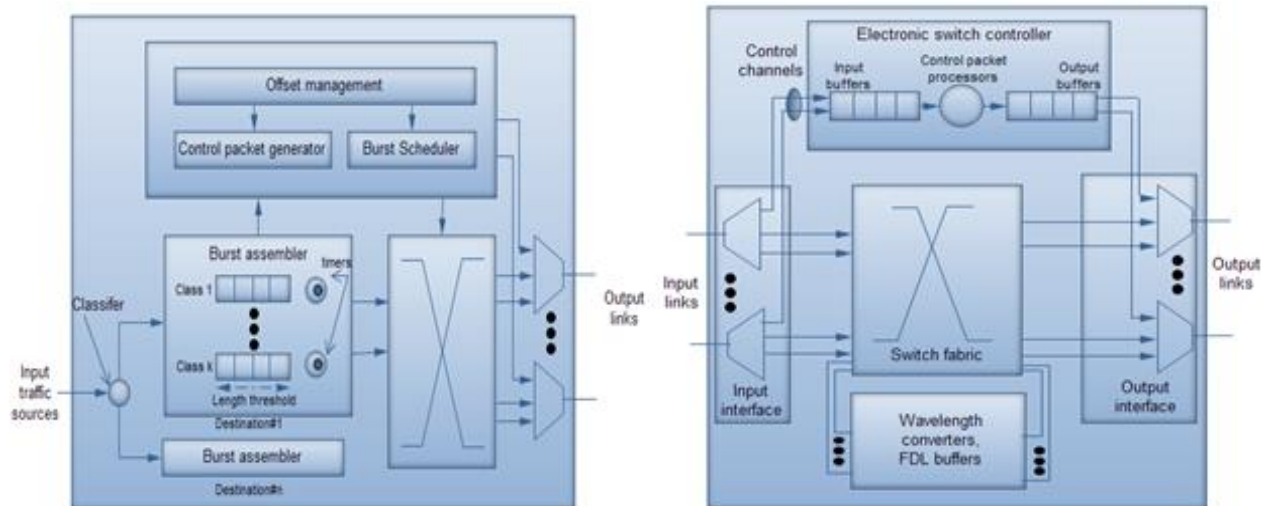 Offset management
Control packet generator
Burst Scheduler
Burst assembler
timers
Class 1
Classifer
Class k
Input
traffic
sources
Length threshold
Destination#1
Burst assembler
Destination#n
Output
links
Electronic switch controller
Control
channels
Input
buffers
Control packet
processors
Output
buffers
Input
links
Switch fabric
Input
interface
Wavelength
converters,
FDL buffers
Output
interface
Output
links